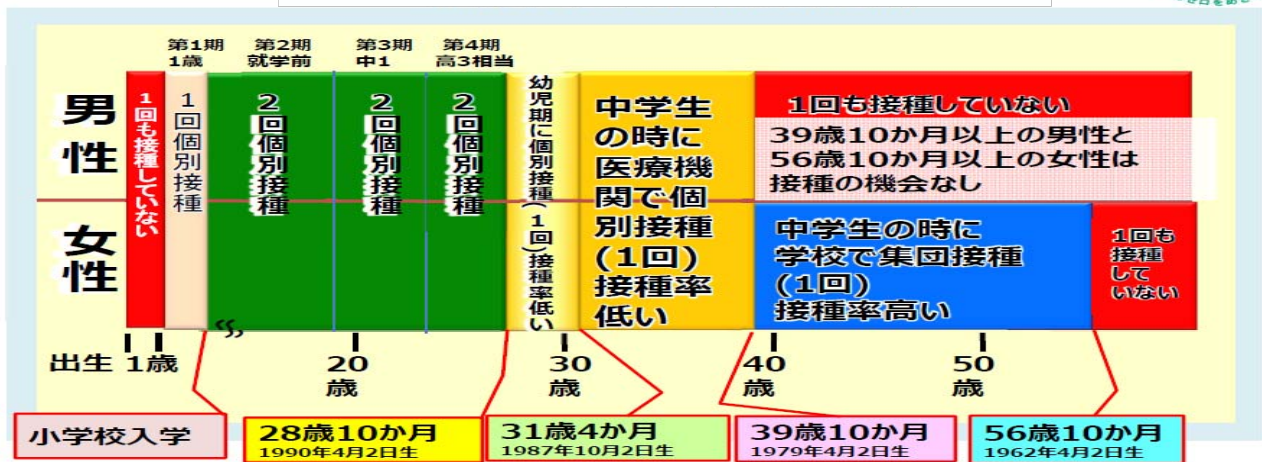 第1期
1歳
第2期
就学前
第3期
中1
第4期
高3相当
男性
女性
1回も接種していない
1回個別接種
2回個別接種
2回個別接種
2回個別接種
幼児期に個別接種(1回)接種率低い
中学生
の時に
医療機
関で個
別接種
(1回)
接種率
低い
1回も接種していない
39歳10か月以上の男性と
56歳10か月以上の女性は
接種の機会なし
中学生の時に
学校で集団接種
(1回)
接種率高い
1回も
接種
して
いない
出生
1歳
20
歳
30
歳
40
歳
50
歳
小学校入学
28歳10か月
1990年4月2日生
31歳4か月
1987年10月2日生
39歳10か月
1979年4月2日生
56歳10か月
1962年4月2日生